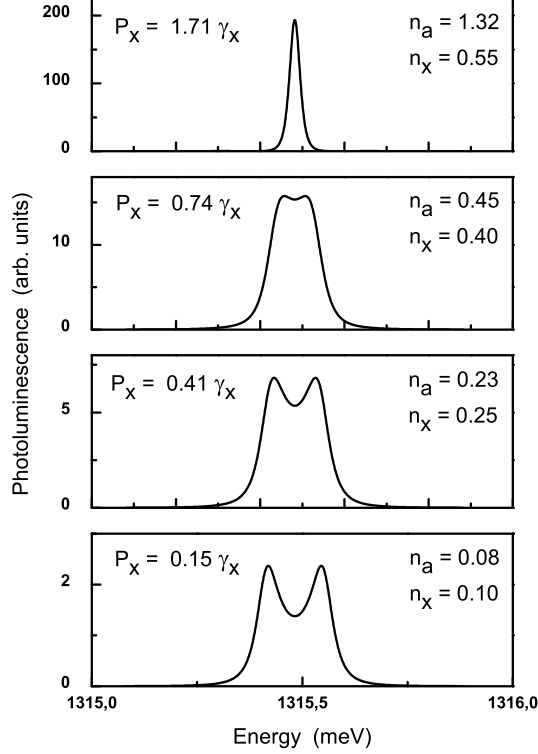 200
P_x = 1.71 γ_x
n_a = 1.32
n_x = 0.55
100
0
P_x = 0.74 γ_x
n_a = 0.45
n_x = 0.40
10
0
P_x = 0.41 γ_x
n_a = 0.23
n_x = 0.25
5
0
P_x = 0.15 γ_x
n_a = 0.08
n_x = 0.10
2
0
1315,0 1315,5 1316,0
Energy (meV)
Photoluminescence (arb. units)